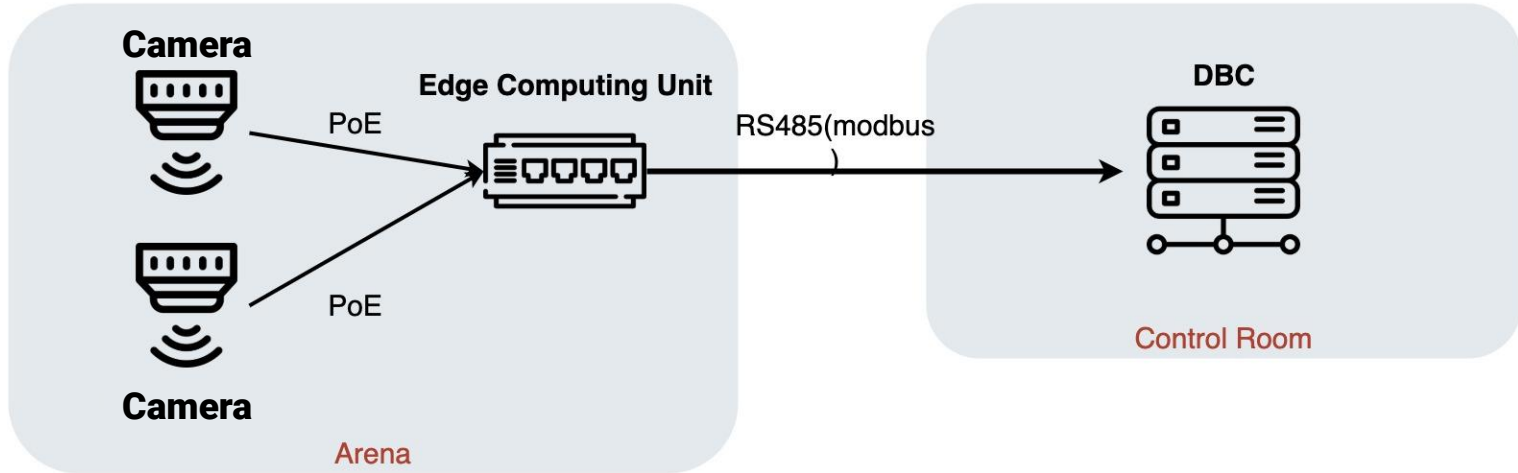 Camera
Edge Computing Unit
DBC
PoE
RS485(modbus
)
PoE
Control Room
Camera
Arena